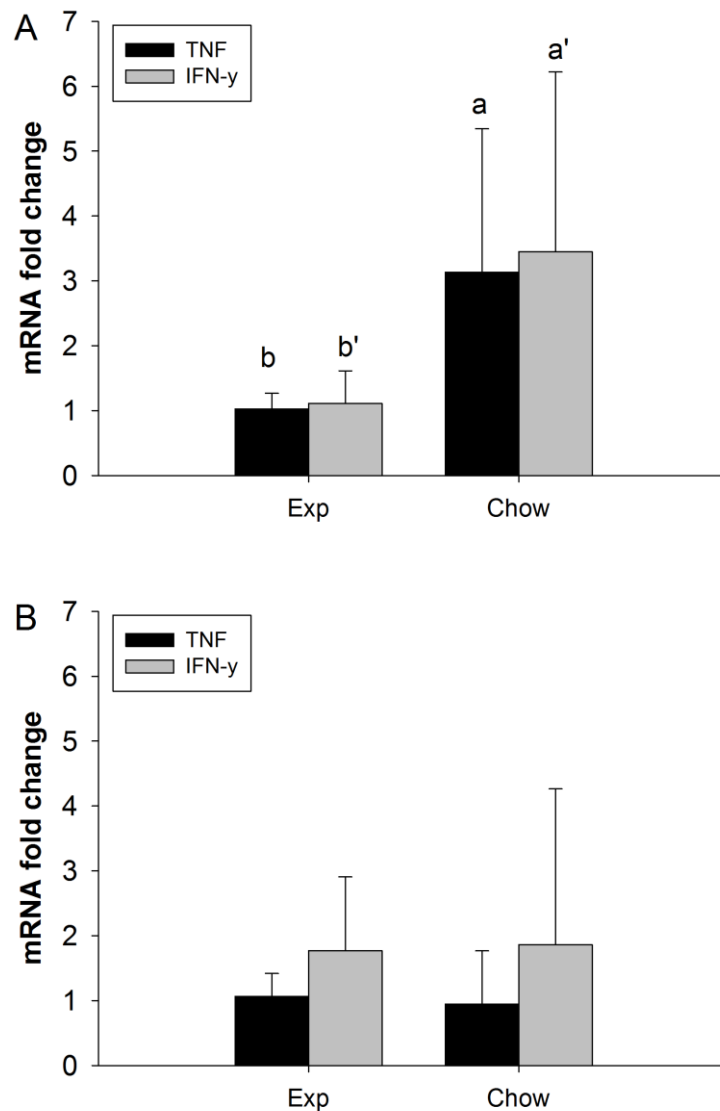 A
TNF
IFN-y
mRNA fold change
7
6
5
4
3
2
1
0
b
b'
a
a'
Exp
Chow
B
TNF
IFN-y
mRNA fold change
7
6
5
4
3
2
1
0
Exp
Chow